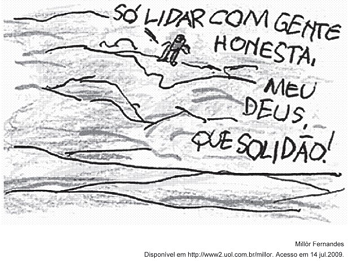 SÓ LIDAR COM GENTE
HONESTA,
MEU
DEUS,
QUE SOLIDÃO!
Millôr Fernandes
Disponível em http://www2.uol.com.br/millor. Acesso em 14 jul.2009.